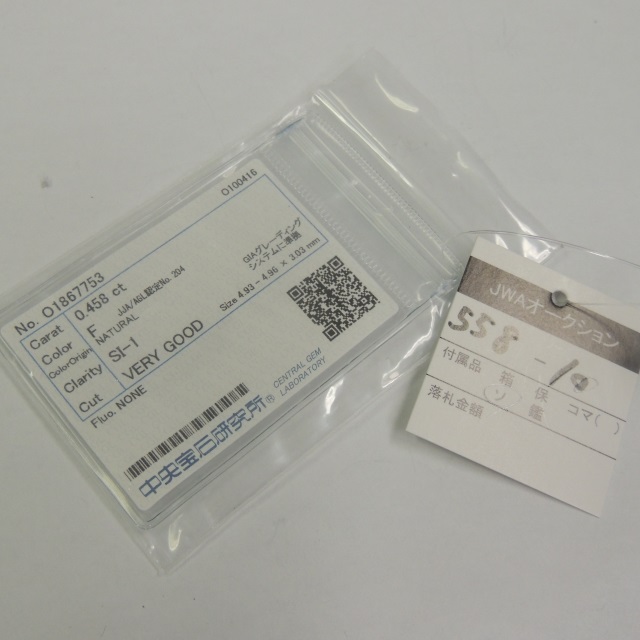 O100416
No. O1867753
Carat 0.458 ct
Color F JJA/AGL認定No. 204
Color Origin NATURAL
Clarity SI-1
Cut VERY GOOD
Fluo. NONE
GIAグレーディング
システムに準拠
Size 4.93 - 4.96 × 3.03 mm
中央宝石研究所®
CENTRAL GEM
LABORATORY
JWAオークション
558 -10
付属品 箱 保 コマ( )
落札金額 鑑